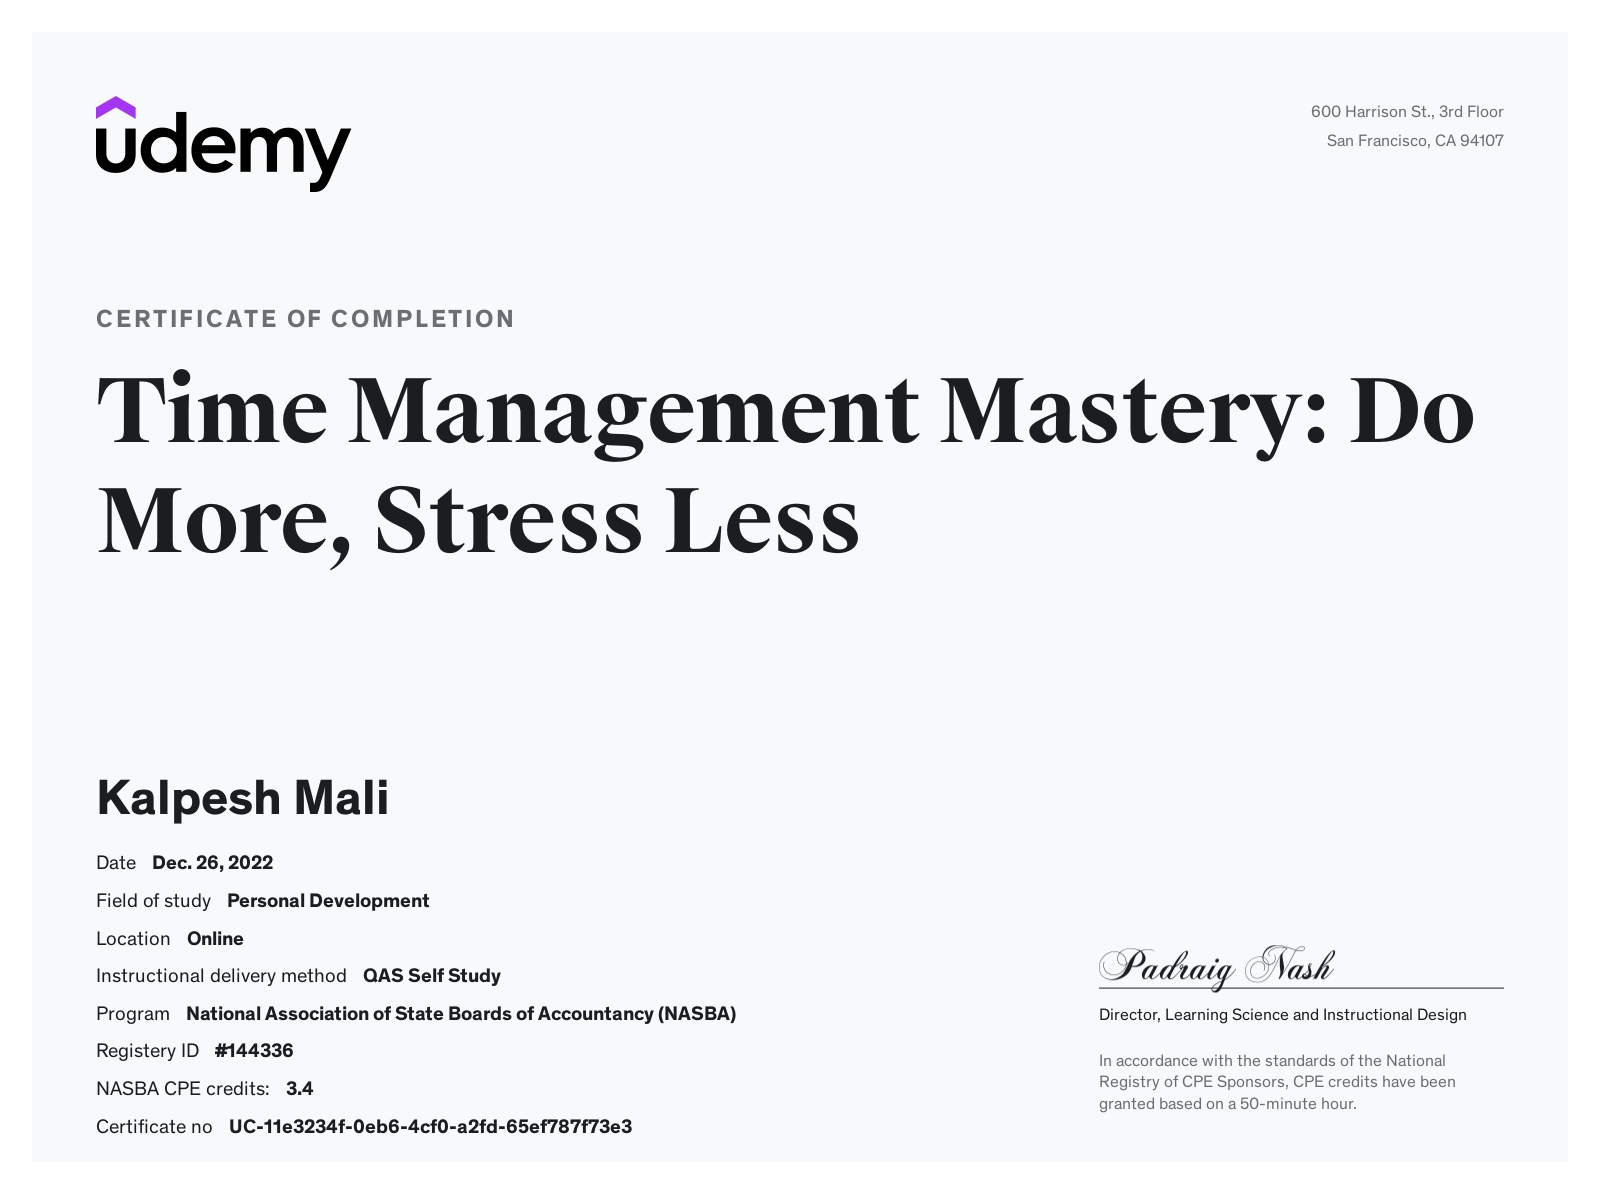 udemy
600 Harrison St., 3rd Floor
San Francisco, CA 94107
CERTIFICATE OF COMPLETION
Time Management Mastery: Do
More, Stress Less
Kalpesh Mali
Date Dec. 26, 2022
Field of study Personal Development
Location Online
Instructional delivery method QAS Self Study
Program National Association of State Boards of Accountancy (NASBA)
Registery ID #144336
NASBA CPE credits: 3.4
Certificate no UC-11e3234f-0eb6-4cf0-a2fd-65ef787f73e3
Padraig Nash
Director, Learning Science and Instructional Design
In accordance with the standards of the National
Registry of CPE Sponsors, CPE credits have been
granted based on a 50-minute hour.